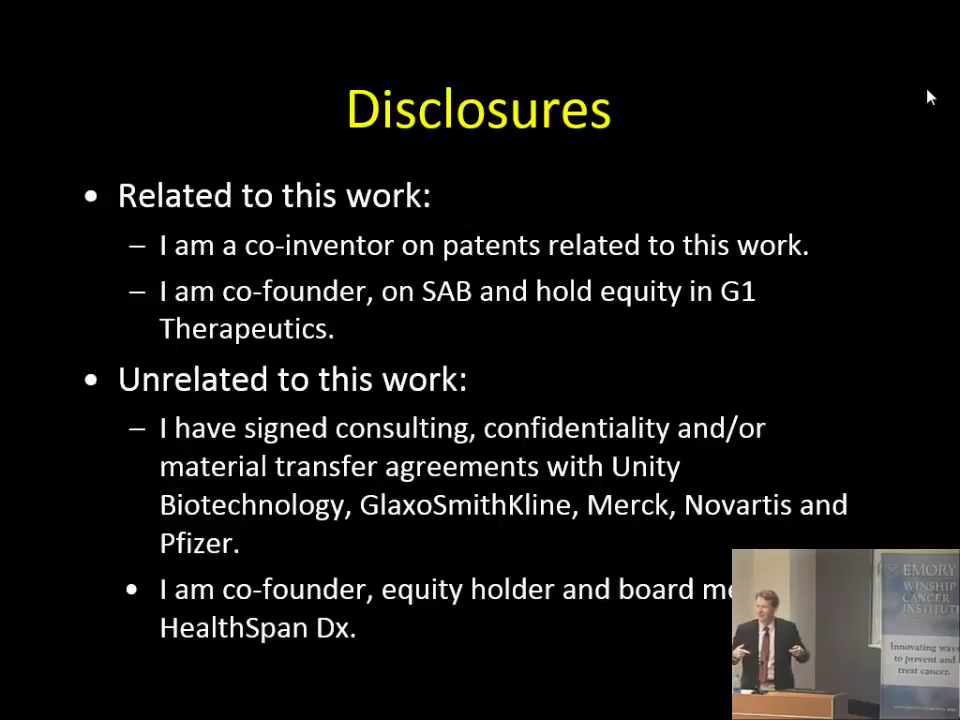 Disclosures
• Related to this work:
– I am a co-inventor on patents related to this work.
– I am co-founder, on SAB and hold equity in G1
Therapeutics.
• Unrelated to this work:
– I have signed consulting, confidentiality and/or
material transfer agreements with Unity
Biotechnology, GlaxoSmithKline, Merck, Novartis and
Pfizer.
• I am co-founder, equity holder and board
HealthSpan Dx.
EMORY
WINSHIP
CANCER
INSTITUTE
Innovating ways
to prevent and
treat cancer.